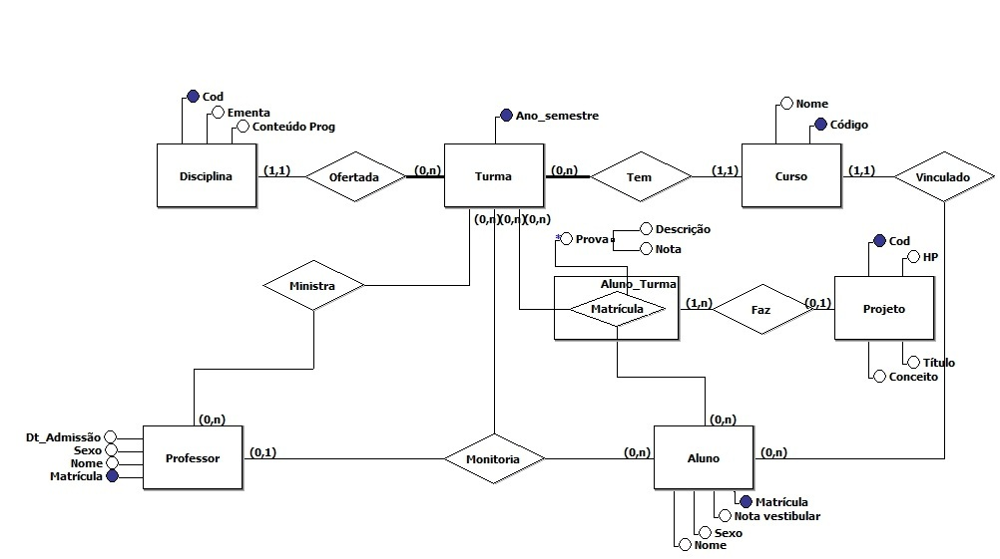 Cod
Ementa
Conteúdo Prog
Disciplina
(1,1)
Ofertada
(0,n)
Ano_semestre
Turma
(0,n)
Tem
(1,1)
Nome
Código
Curso
(1,1)
Vinculado
(0,n)
(0,n)
(0,n)
*
Prova
Descrição
Nota
Cod
HP
Ministra
Aluno_Turma
Matrícula
(1,n)
Faz
(0,1)
Projeto
Título
Conceito
(0,n)
Dt_Admissão
Sexo
Nome
Matrícula
Professor
(0,1)
Monitoria
(0,n)
(0,n)
Aluno
(0,n)
Matrícula
Nota vestibular
Sexo
Nome